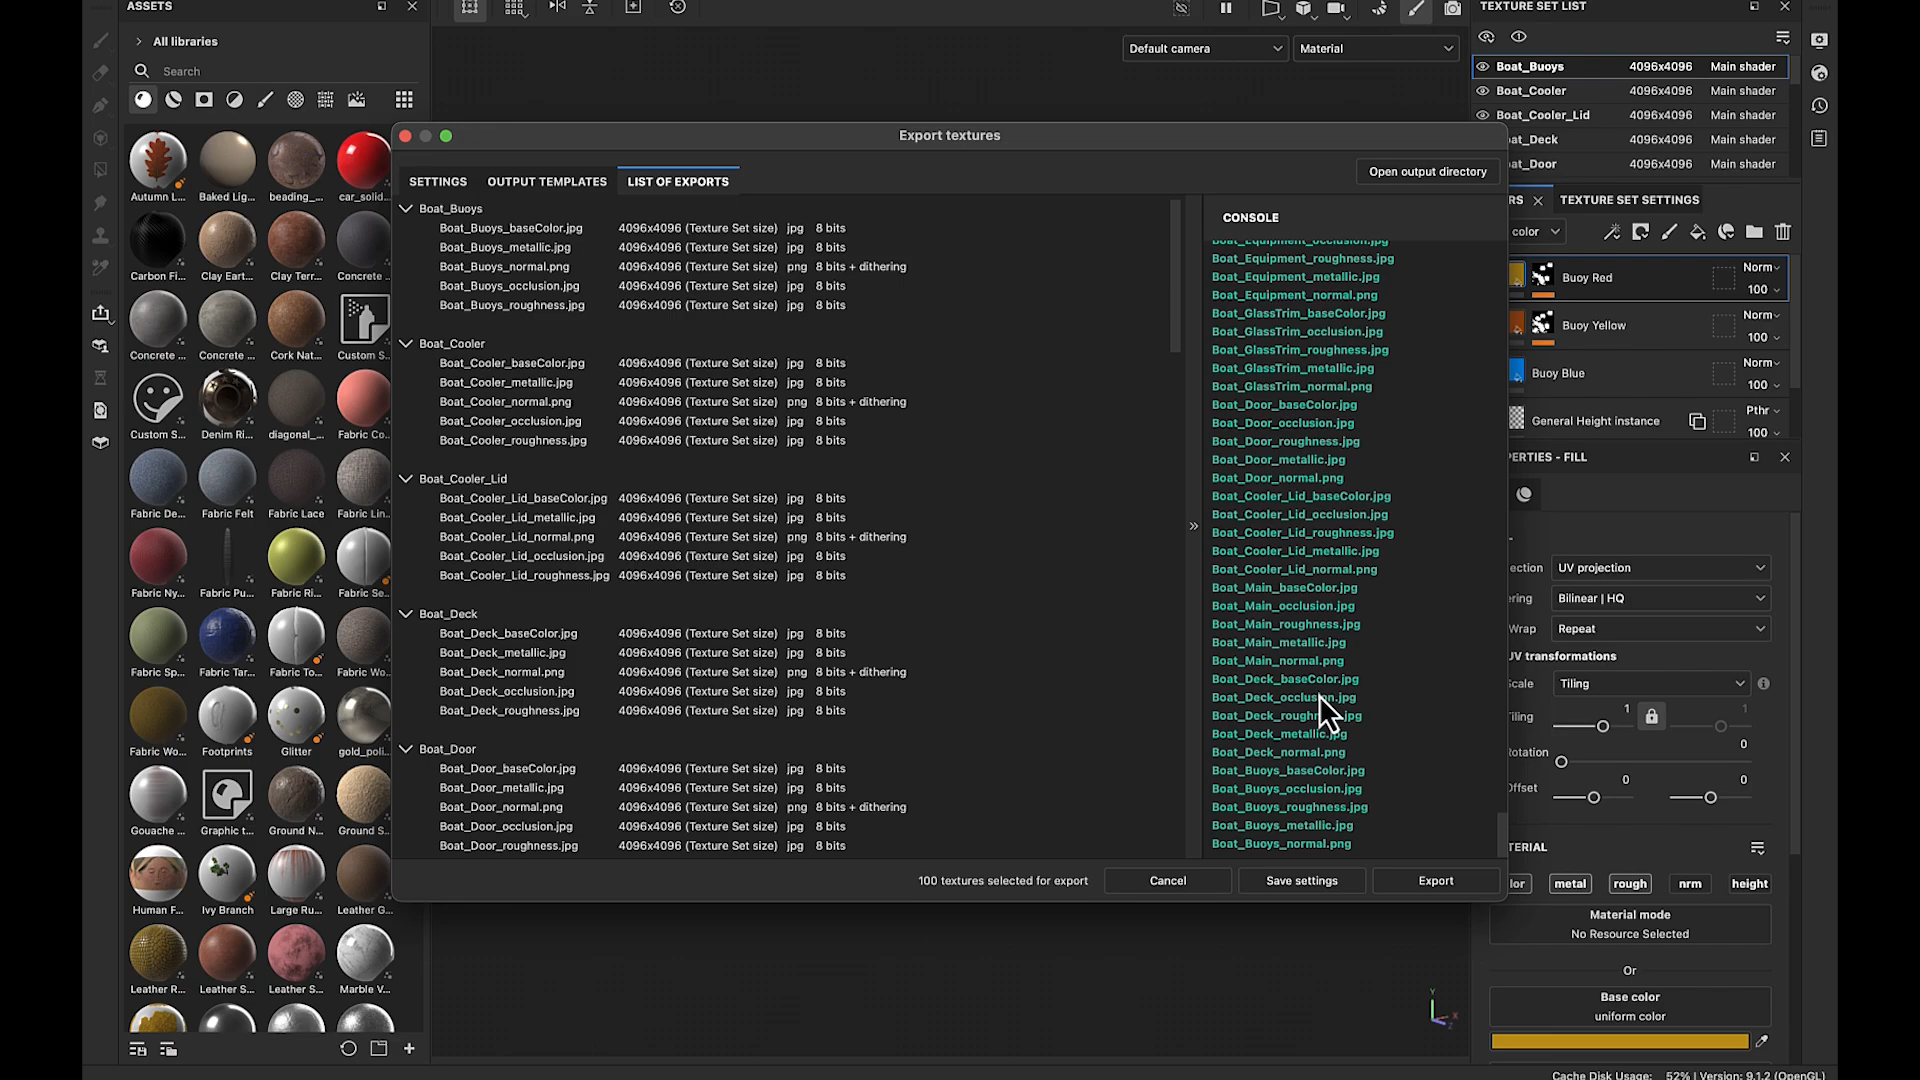 ASSETS
All libraries
Search
Autumn L...
Baked Lig...
beading_...
car_solid...
Carbon Fi...
Clay Eart...
Clay Terr...
Concrete ...
Concrete ...
Concrete ...
Cork Nat...
Custom S...
Custom S...
Denim Ri...
diagonal_...
Fabric Co...
Fabric De...
Fabric Felt
Fabric Lace
Fabric Lin...
Fabric Ny...
Fabric Pu...
Fabric Ri...
Fabric Se...
Fabric Sp...
Fabric Tar...
Fabric To...
Fabric Wo...
Fabric Wo...
Footprints
Glitter
gold_poli...
Gouache ...
Graphic t...
Ground N...
Ground S...
Human F...
Ivy Branch
Large Ru...
Leather G...
Leather R...
Leather S...
Leather S...
Marble V...
Default camera
Material
Export textures
SETTINGS
OUTPUT TEMPLATES
LIST OF EXPORTS
Open output directory
Boat_Buoys
Boat_Buoys_baseColor.jpg 4096x4096 (Texture Set size) jpg 8 bits
Boat_Buoys_metallic.jpg 4096x4096 (Texture Set size) jpg 8 bits
Boat_Buoys_normal.png 4096x4096 (Texture Set size) png 8 bits + dithering
Boat_Buoys_occlusion.jpg 4096x4096 (Texture Set size) jpg 8 bits
Boat_Buoys_roughness.jpg 4096x4096 (Texture Set size) jpg 8 bits
Boat_Cooler
Boat_Cooler_baseColor.jpg 4096x4096 (Texture Set size) jpg 8 bits
Boat_Cooler_metallic.jpg 4096x4096 (Texture Set size) jpg 8 bits
Boat_Cooler_normal.png 4096x4096 (Texture Set size) png 8 bits + dithering
Boat_Cooler_occlusion.jpg 4096x4096 (Texture Set size) jpg 8 bits
Boat_Cooler_roughness.jpg 4096x4096 (Texture Set size) jpg 8 bits
Boat_Cooler_Lid
Boat_Cooler_Lid_baseColor.jpg 4096x4096 (Texture Set size) jpg 8 bits
Boat_Cooler_Lid_metallic.jpg 4096x4096 (Texture Set size) jpg 8 bits
Boat_Cooler_Lid_normal.png 4096x4096 (Texture Set size) png 8 bits + dithering
Boat_Cooler_Lid_occlusion.jpg 4096x4096 (Texture Set size) jpg 8 bits
Boat_Cooler_Lid_roughness.jpg 4096x4096 (Texture Set size) jpg 8 bits
Boat_Deck
Boat_Deck_baseColor.jpg 4096x4096 (Texture Set size) jpg 8 bits
Boat_Deck_metallic.jpg 4096x4096 (Texture Set size) jpg 8 bits
Boat_Deck_normal.png 4096x4096 (Texture Set size) png 8 bits + dithering
Boat_Deck_occlusion.jpg 4096x4096 (Texture Set size) jpg 8 bits
Boat_Deck_roughness.jpg 4096x4096 (Texture Set size) jpg 8 bits
Boat_Door
Boat_Door_baseColor.jpg 4096x4096 (Texture Set size) jpg 8 bits
Boat_Door_metallic.jpg 4096x4096 (Texture Set size) jpg 8 bits
Boat_Door_normal.png 4096x4096 (Texture Set size) png 8 bits + dithering
Boat_Door_occlusion.jpg 4096x4096 (Texture Set size) jpg 8 bits
Boat_Door_roughness.jpg 4096x4096 (Texture Set size) jpg 8 bits
CONSOLE
Boat_Equipment_occlusion.jpg
Boat_Equipment_roughness.jpg
Boat_Equipment_metallic.jpg
Boat_Equipment_normal.png
Boat_GlassTrim_baseColor.jpg
Boat_GlassTrim_occlusion.jpg
Boat_GlassTrim_roughness.jpg
Boat_GlassTrim_metallic.jpg
Boat_GlassTrim_normal.png
Boat_Door_baseColor.jpg
Boat_Door_occlusion.jpg
Boat_Door_roughness.jpg
Boat_Door_metallic.jpg
Boat_Door_normal.png
Boat_Cooler_Lid_baseColor.jpg
Boat_Cooler_Lid_occlusion.jpg
Boat_Cooler_Lid_roughness.jpg
Boat_Cooler_Lid_metallic.jpg
Boat_Cooler_Lid_normal.png
Boat_Main_baseColor.jpg
Boat_Main_occlusion.jpg
Boat_Main_roughness.jpg
Boat_Main_metallic.jpg
Boat_Main_normal.png
Boat_Deck_baseColor.jpg
Boat_Deck_occlusion.jpg
Boat_Deck_roughness.jpg
Boat_Deck_metallic.jpg
Boat_Deck_normal.png
Boat_Buoys_baseColor.jpg
Boat_Buoys_occlusion.jpg
Boat_Buoys_roughness.jpg
Boat_Buoys_metallic.jpg
Boat_Buoys_normal.png
100 textures selected for export
Cancel
Save settings
Export
TEXTURE SET LIST
Boat_Buoys 4096x4096 Main shader
Boat_Cooler 4096x4096 Main shader
Boat_Cooler_Lid 4096x4096 Main shader
at_Deck 4096x4096 Main shader
at_Door 4096x4096 Main shader
RS
TEXTURE SET SETTINGS
color
Buoy Red
Norm
100
Buoy Yellow
Norm
100
Buoy Blue
Norm
100
General Height instance
Pthr
100
PERTIES - FILL
ection UV projection
ring Bilinear | HQ
Wrap Repeat
UV transformations
Scale Tiling
Tiling 1 1
Rotation 0
Offset 0 0
TERIAL
lor
metal
rough
nrm
height
Material mode
No Resource Selected
Or
Base color
uniform color
Y
X
Z
Cache Disk Usage: 52% | Version: 9.1.2 (OpenGL)